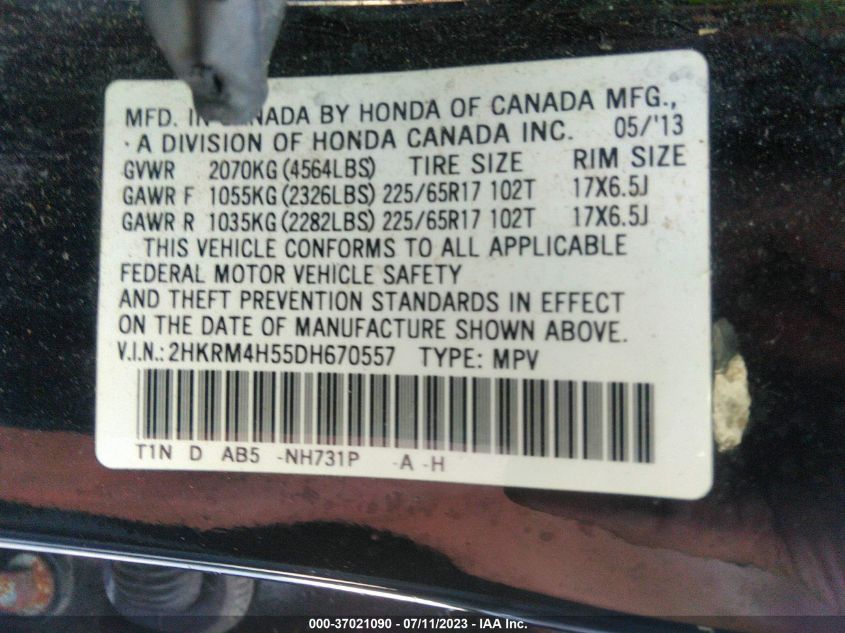 MFD. IN CANADA BY HONDA OF CANADA MFG.,
· A DIVISION OF HONDA CANADA INC. 05/'13
GVWR 2070KG (4564LBS) TIRE SIZE RIM SIZE
GAWR F 1055KG (2326LBS) 225/65R17 102T 17X6.5J
GAWR R 1035KG (2282LBS) 225/65R17 102T 17X6.5J
THIS VEHICLE CONFORMS TO ALL APPLICABLE
FEDERAL MOTOR VEHICLE SAFETY
AND THEFT PREVENTION STANDARDS IN EFFECT
ON THE DATE OF MANUFACTURE SHOWN ABOVE.
V.I.N.: 2HKRM4H55DH670557 TYPE: MPV
T1N D AB5 -NH731P -A -H
000-37021090 - 07/11/2023 - IAA Inc.